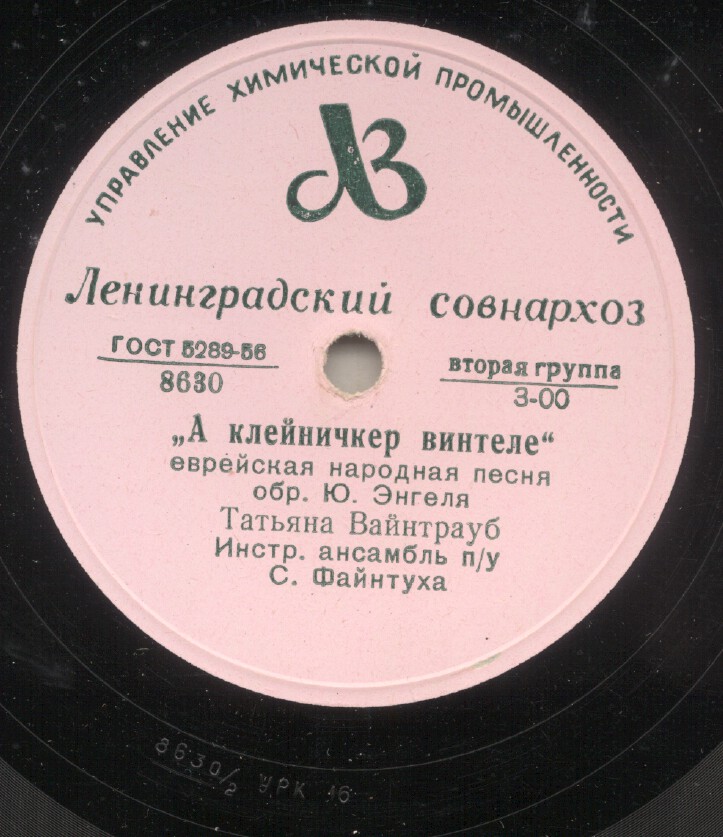 УПРАВЛЕНИЕ ХИМИЧЕСКОЙ ПРОМЫШЛЕННОСТИ
ЛЗ
Ленинградский совнархоз
ГОСТ 5289-56
8630
вторая группа
3-00
„А клейничкер винтеле“
еврейская народная песня
обр. Ю. Энгеля
Татьяна Вайнтрауб
Инстр. ансамбль п/у
С. Файнтуха
8630/2 УРК 16